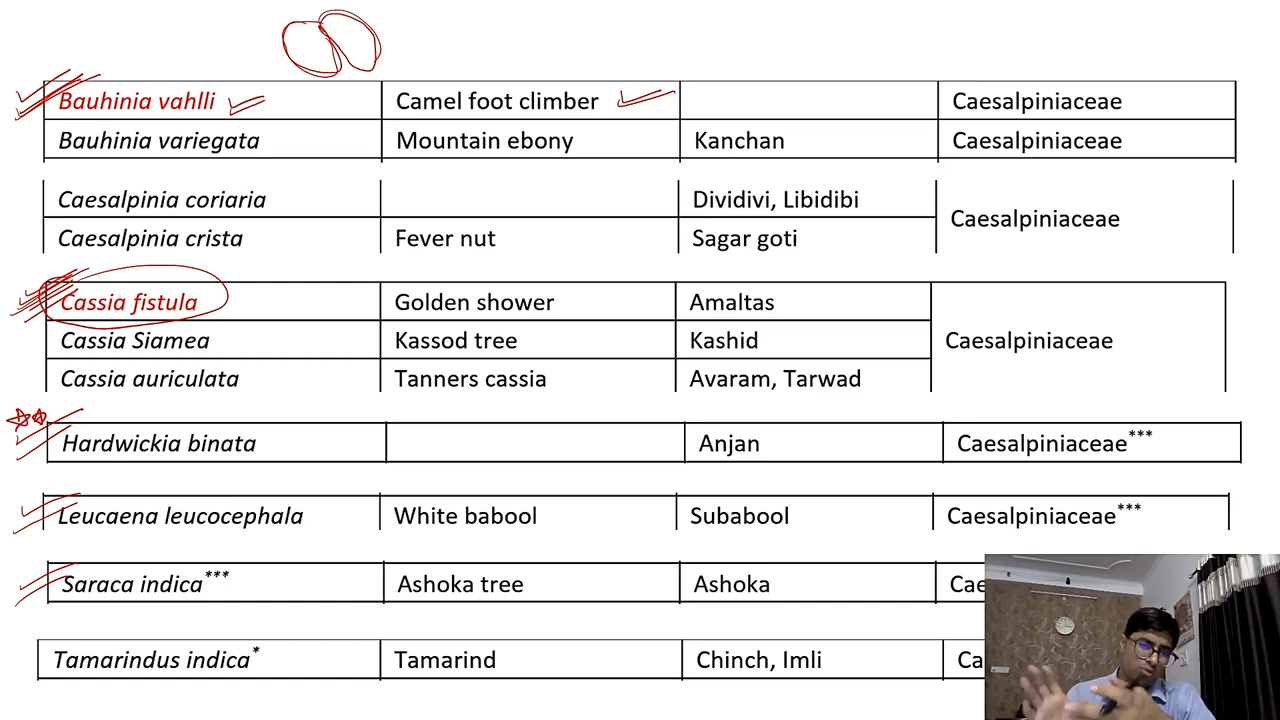 Bauhinia vahlli Camel foot climber Caesalpiniaceae
Bauhinia variegata Mountain ebony Kanchan Caesalpiniaceae
Caesalpinia coriaria Dividivi, Libidibi
Caesalpiniaceae
Caesalpinia crista Fever nut Sagar goti
Cassia fistula Golden shower Amaltas
Cassia Siamea Kassod tree Kashid Caesalpiniaceae
Cassia auriculata Tanners cassia Avaram, Tarwad
Hardwickia binata Anjan Caesalpiniaceae***
Leucaena leucocephala White babool Subabool Caesalpiniaceae***
Saraca indica*** Ashoka tree Ashoka Cae
Tamarindus indica* Tamarind Chinch, Imli Ca